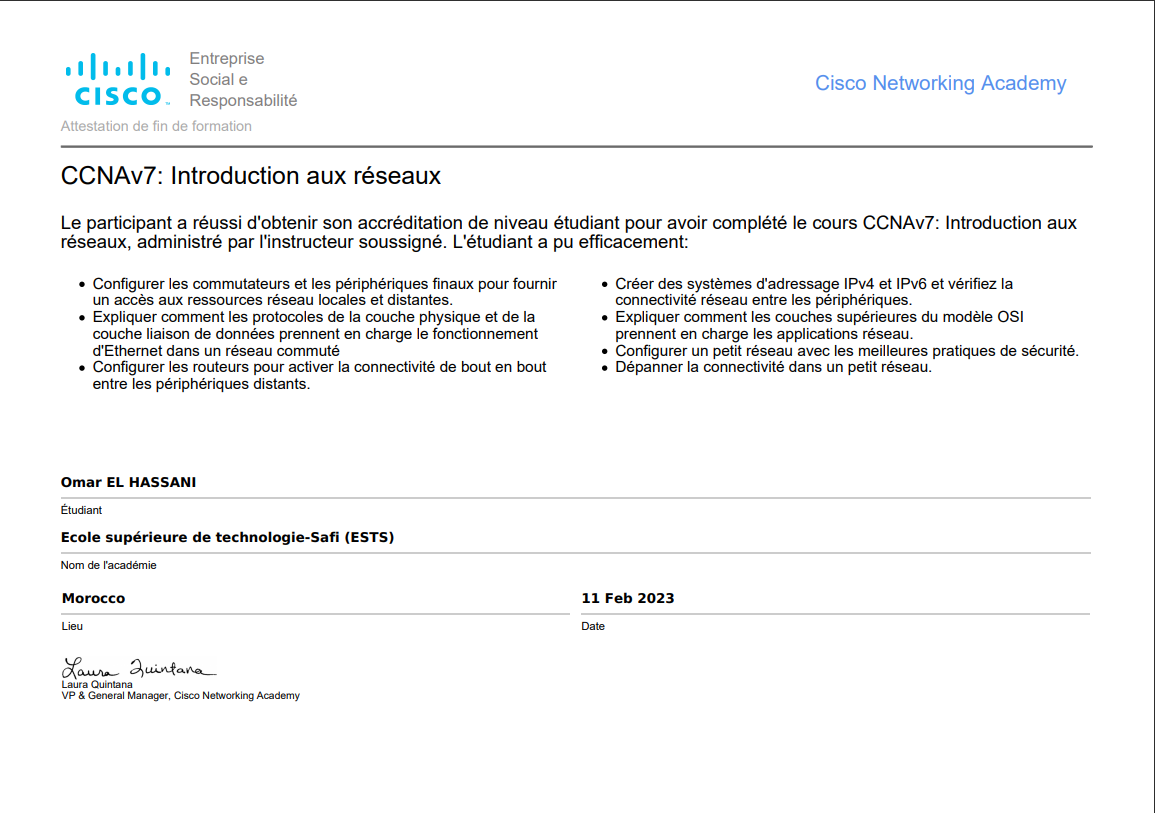 CISCO
Entreprise
Social e
Responsabilité
Cisco Networking Academy
Attestation de fin de formation
CCNAv7: Introduction aux réseaux
Le participant a réussi d'obtenir son accréditation de niveau étudiant pour avoir complété le cours CCNAv7: Introduction aux
réseaux, administré par l'instructeur soussigné. L'étudiant a pu efficacement:
• Configurer les commutateurs et les périphériques finaux pour fournir
un accès aux ressources réseau locales et distantes.
• Expliquer comment les protocoles de la couche physique et de la
couche liaison de données prennent en charge le fonctionnement
d'Ethernet dans un réseau commuté
• Configurer les routeurs pour activer la connectivité de bout en bout
entre les périphériques distants.
• Créer des systèmes d'adressage IPv4 et IPv6 et vérifiez la
connectivité réseau entre les périphériques.
• Expliquer comment les couches supérieures du modèle OSI
prennent en charge les applications réseau.
• Configurer un petit réseau avec les meilleures pratiques de sécurité.
• Dépanner la connectivité dans un petit réseau.
Omar EL HASSANI
Étudiant
Ecole supérieure de technologie-Safi (ESTS)
Nom de l'académie
Morocco
Lieu
11 Feb 2023
Date
Laura Quintana
Laura Quintana
VP & General Manager, Cisco Networking Academy